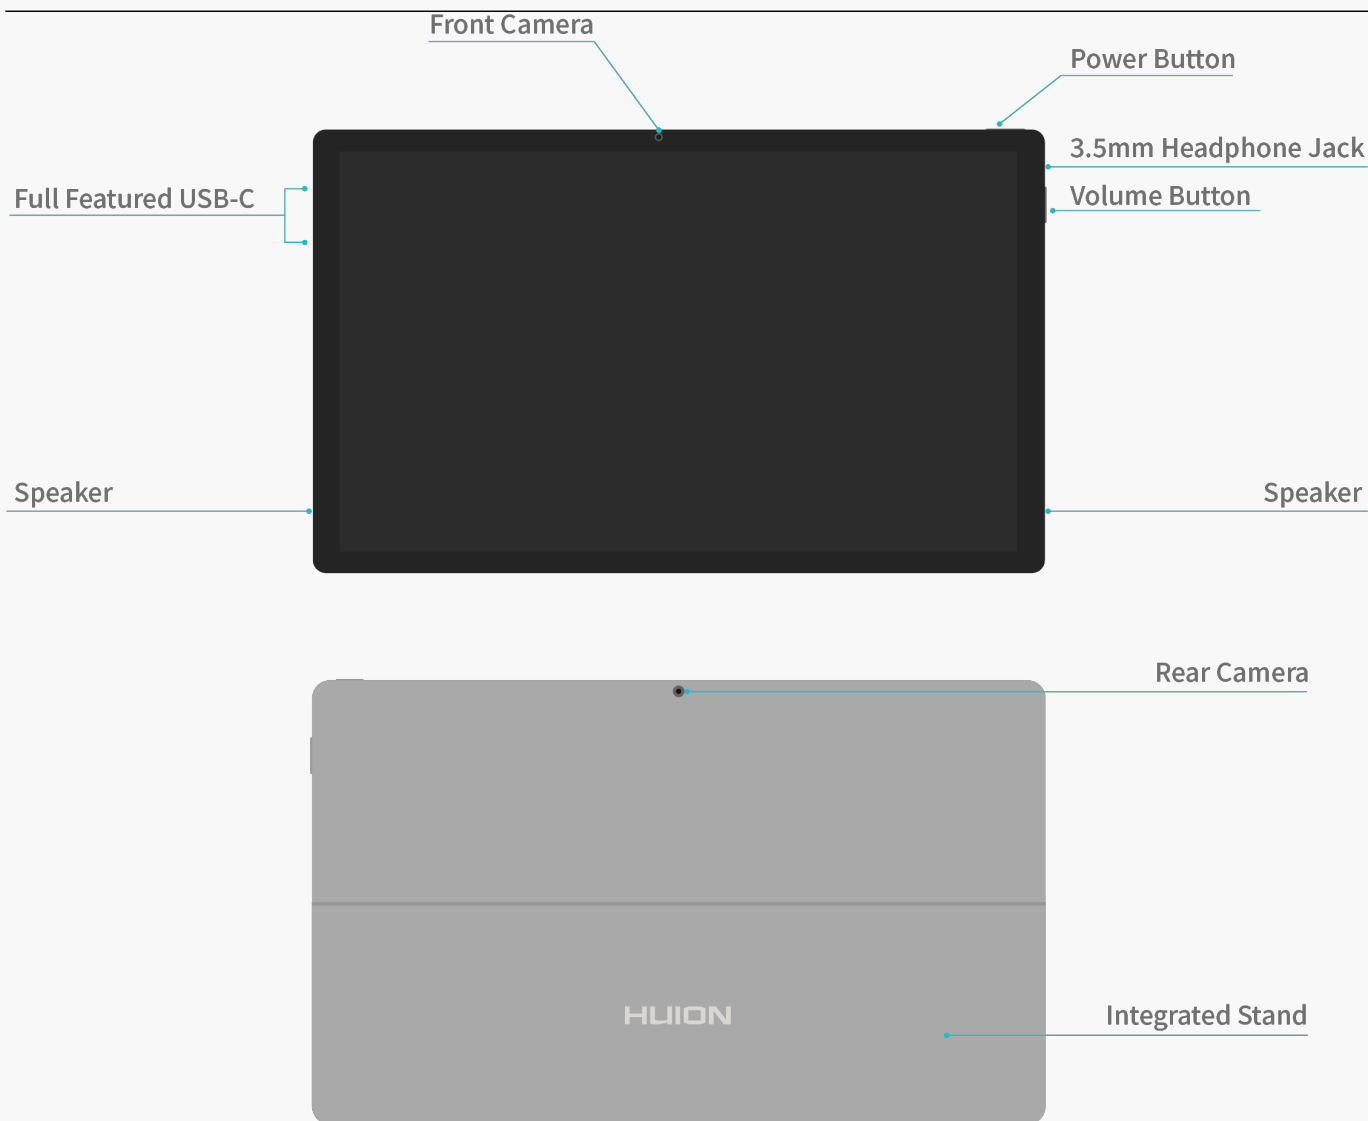 Front Camera
Power Button
3.5mm Headphone Jack
Full Featured USB-C
Volume Button
Speaker
Speaker
Rear Camera
HUION
Integrated Stand